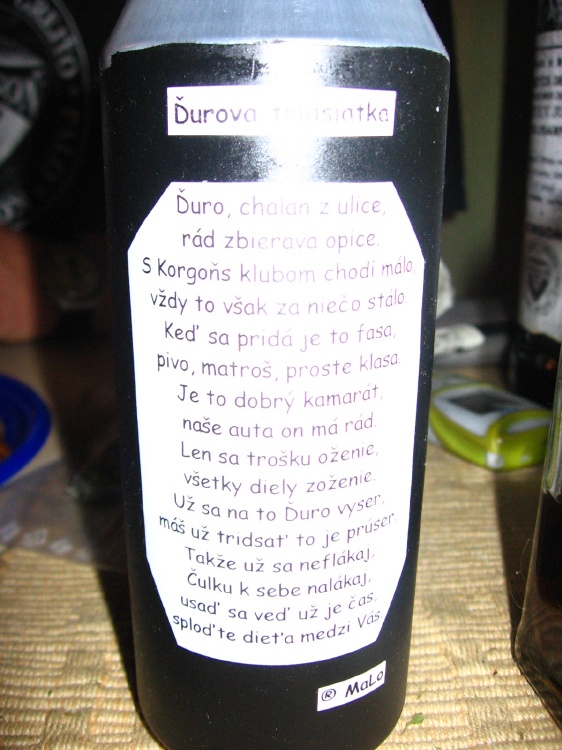 Ďurova tridsiatka
Ďuro, chalan z ulice,
rád zbierava opice.
S Korgoňs klubom chodí málo,
vždy to však za niečo stálo.
Keď sa pridá je to fasa,
pivo, matroš, proste klasa.
Je to dobrý kamarát,
naše auta on má rád.
Len sa trošku oženie,
všetky diely zoženie.
Už sa na to Ďuro vyser,
máš už tridsať to je prúser.
Takže už sa neflákaj,
Čulku k sebe nalákaj,
usaď sa veď už je čas,
sploďte dieťa medzi Vás.
® MaLo